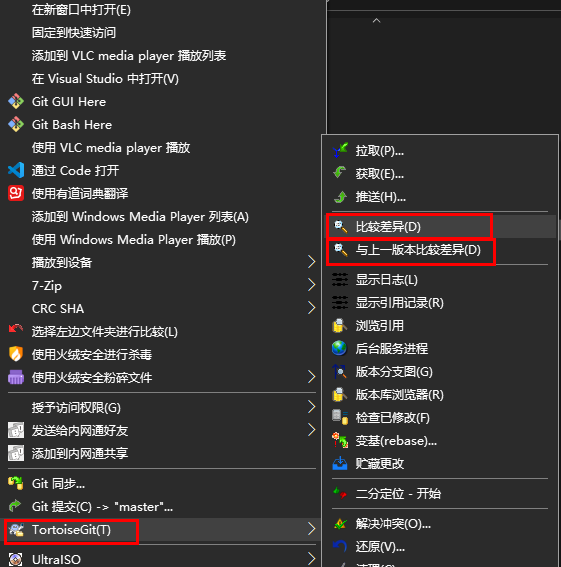 在新窗口中打开(E)
固定到快速访问
添加到 VLC media player 播放列表
在 Visual Studio 中打开(V)
Git GUI Here
Git Bash Here
使用 VLC media player 播放
通过 Code 打开
使用有道词典翻译
添加到 Windows Media Player 列表(A)
使用 Windows Media Player 播放(P)
播放到设备
7-Zip
CRC SHA
选择左边文件夹进行比较(L)
使用火绒安全进行杀毒
使用火绒安全粉碎文件
授予访问权限(G)
发送给内网通好友
添加到内网通共享
Git 同步...
Git 提交(C) -> "master"...
TortoiseGit(T)
UltraISO
拉取(P)...
获取(E)...
推送(H)...
比较差异(D)
与上一版本比较差异(D)
显示日志(L)
显示引用记录(R)
浏览引用
后台服务进程
版本分支图(G)
版本库浏览器(R)
检查已修改(F)
变基(rebase)...
贮藏更改
二分定位 - 开始
解决冲突(O)...
还原(V)...